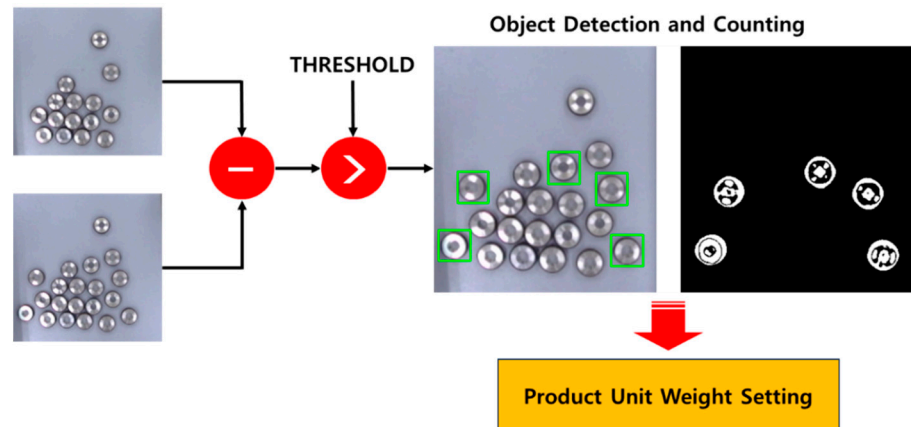 Object Detection and Counting
THRESHOLD
Product Unit Weight Setting